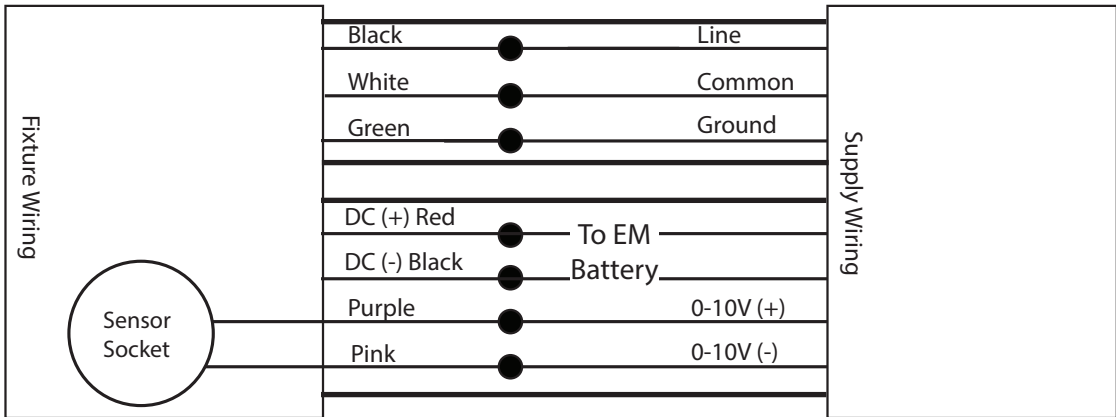 Fixture Wiring
Black
Line
White
Common
Green
Ground
Supply Wiring
DC (+) Red
To EM
DC (-) Black
Battery
Purple
0-10V (+)
Sensor
Socket
Pink
0-10V (-)